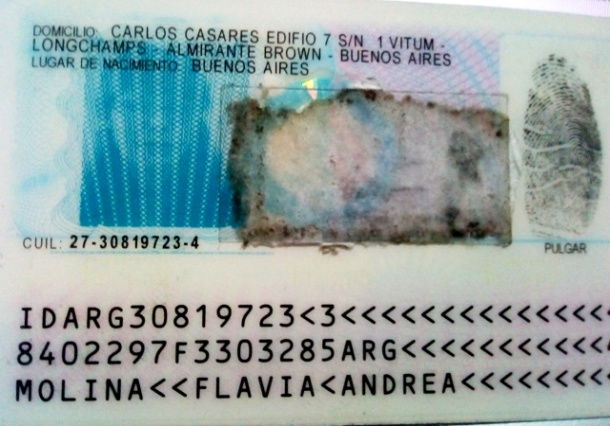 DOMICILIO: CARLOS CASARES EDIFIO 7 S/N 1 VITUM -
LONGCHAMPS - ALMIRANTE BROWN - BUENOS AIRES
LUGAR DE NACIMIENTO: BUENOS AIRES
CUIL: 27-30819723-4
PULGAR
IDARG30819723<3<<<<<<<<<<<<<<<
8402297F3303285ARG<<<<<<<<<<<
MOLINA<<FLAVIA<ANDREA<<<<<<<<